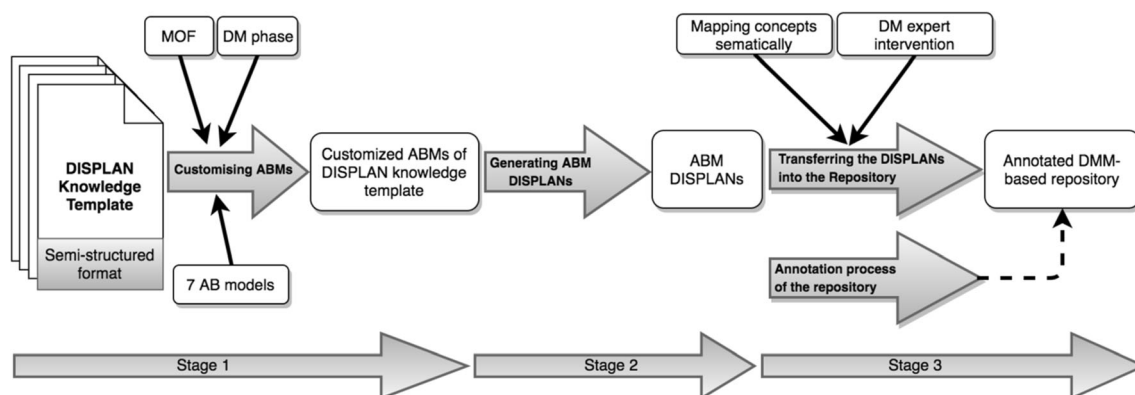 MOF
DM phase
Mapping concepts
sematically
DM expert
intervention
DISPLAN
Knowledge
Template
Semi-structured
format
Customising ABMs
7 AB models
Customized ABMs of
DISPLAN knowledge
template
Generating ABM
DISPLANs
ABM
DISPLANs
Transferring the DISPLANs
into the Repository
Annotated DMM-
based repository
Annotation process
of the repository
Stage 1
Stage 2
Stage 3